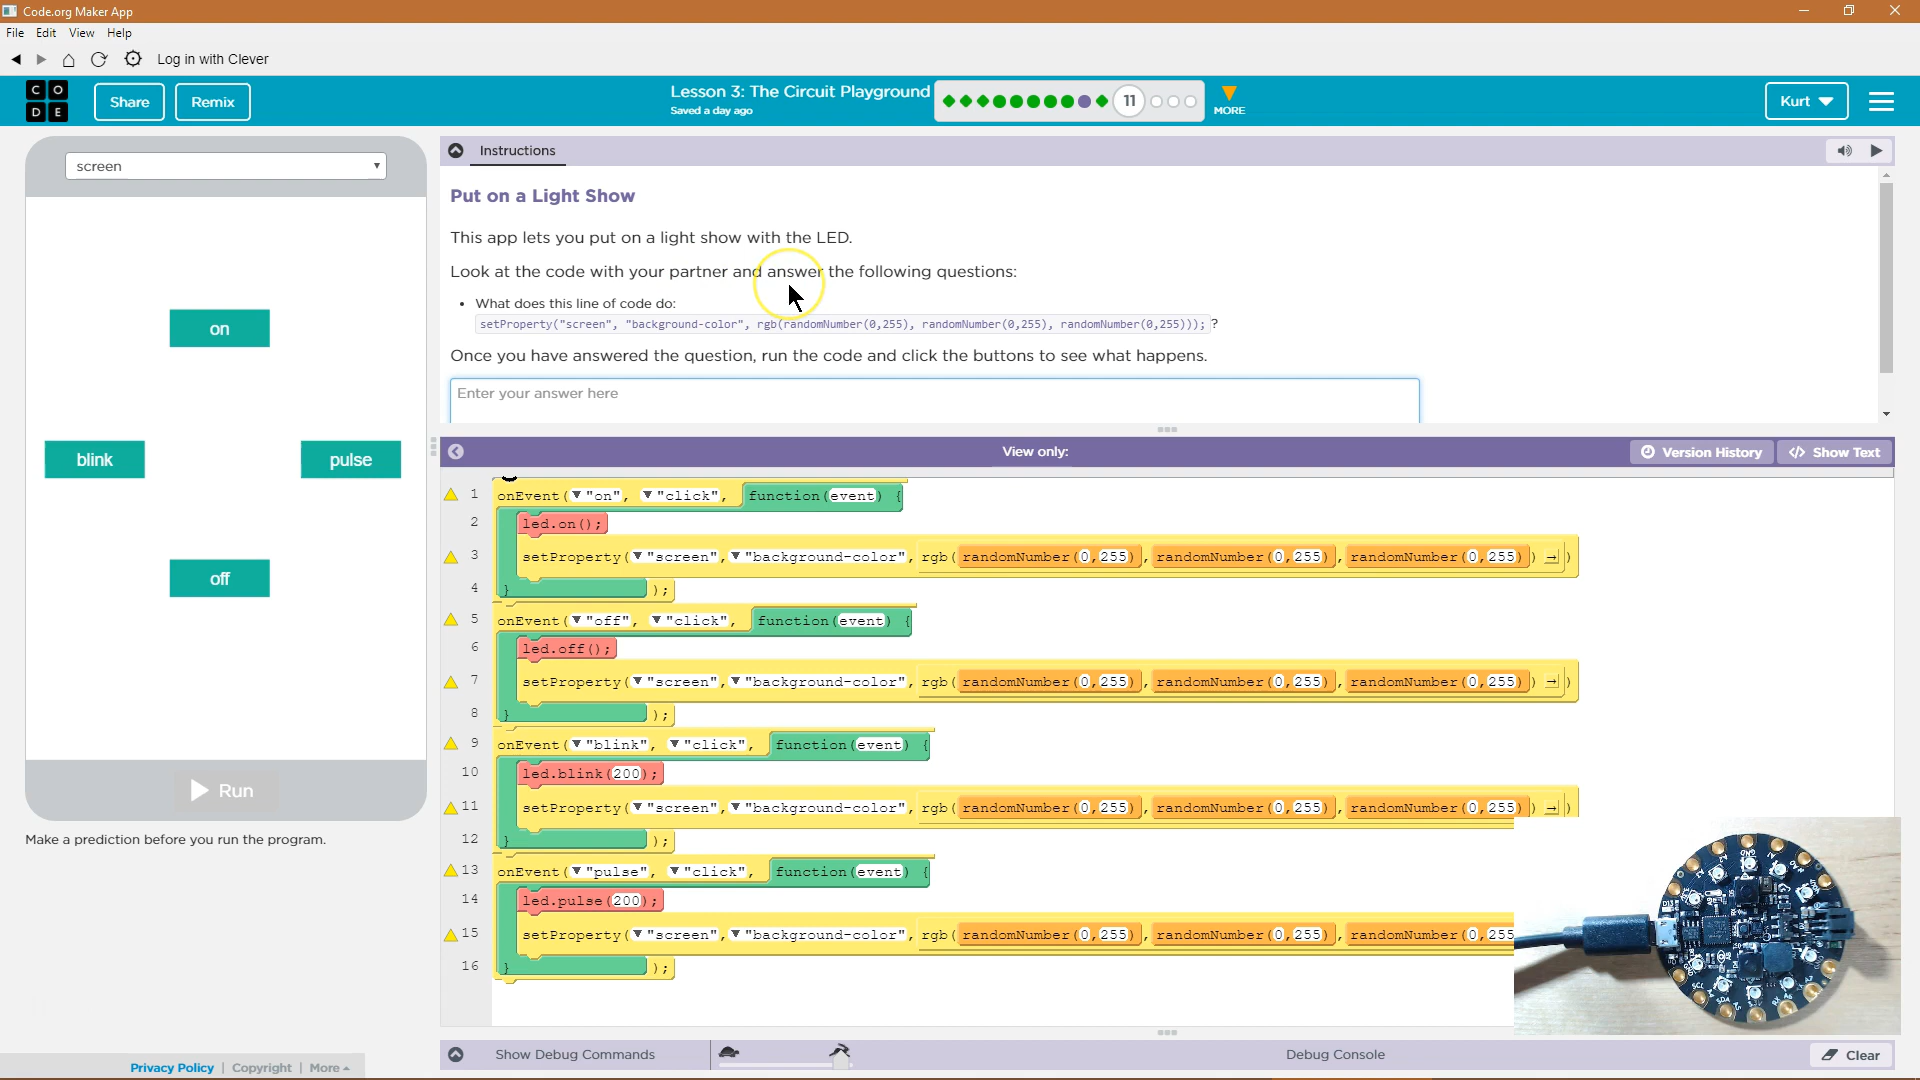 Code.org Maker App
File Edit View Help
Log in with Clever
C O D E
Share
Remix
Lesson 3: The Circuit Playground
Saved a day ago
11
MORE
Kurt
screen
on
blink
pulse
off
Run
Make a prediction before you run the program.
Privacy Policy | Copyright | More
Instructions
Put on a Light Show
This app lets you put on a light show with the LED.
Look at the code with your partner and answer the following questions:
• What does this line of code do:
setProperty("screen", "background-color", rgb(randomNumber(0,255), randomNumber(0,255), randomNumber(0,255))); ?
Once you have answered the question, run the code and click the buttons to see what happens.
Enter your answer here
View only:
Version History
</> Show Text
1 onEvent("on", "click", function(event) {
2 led.on();
3 setProperty("screen", "background-color", rgb(randomNumber(0,255), randomNumber(0,255), randomNumber(0,255)))
4 } );
5 onEvent("off", "click", function(event) {
6 led.off();
7 setProperty("screen", "background-color", rgb(randomNumber(0,255), randomNumber(0,255), randomNumber(0,255)))
8 } );
9 onEvent("blink", "click", function(event) {
10 led.blink(200);
11 setProperty("screen", "background-color", rgb(randomNumber(0,255), randomNumber(0,255), randomNumber(0,255)))
12 } );
13 onEvent("pulse", "click", function(event) {
14 led.pulse(200);
15 setProperty("screen", "background-color", rgb(randomNumber(0,255), randomNumber(0,255), randomNumber(0,255
16 } );
Show Debug Commands
Debug Console
Clear